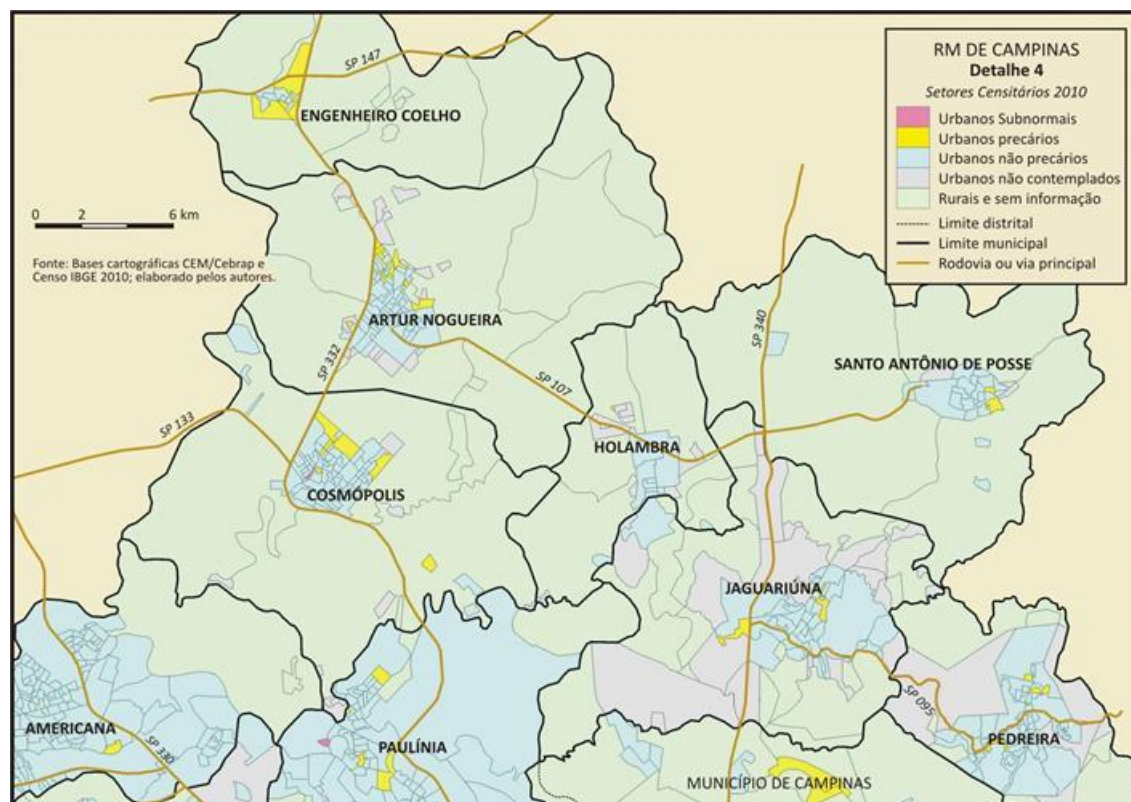 RM DE CAMPINAS
Detalhe 4
Setores Censitários 2010
Urbanos Subnormais
Urbanos precários
Urbanos não precários
Urbanos não contemplados
Rurais e sem informação
Limite distrital
Limite municipal
Rodovia ou via principal
SP 147
ENGENHEIRO COELHO
0 2 6 km
Fonte: Bases cartográficas CEM/Cebrap e
Censo IBGE 2010; elaborado pelos autores.
ARTUR NOGUEIRA
SP 332
SP 340
SP 107
SANTO ANTÔNIO DE POSSE
SP 133
HOLAMBRA
COSMÓPOLIS
JAGUARIÚNA
SP 095
AMERICANA
SP 330
PAULÍNIA
PEDREIRA
MUNICÍPIO DE CAMPINAS